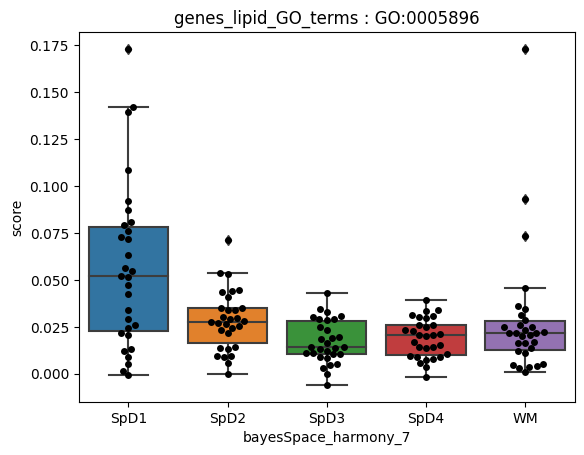 genes_lipid_GO_terms : GO:0005896
score
0.175
0.150
0.125
0.100
0.075
0.050
0.025
0.000
SpD1 SpD2 SpD3 SpD4 WM
bayesSpace_harmony_7